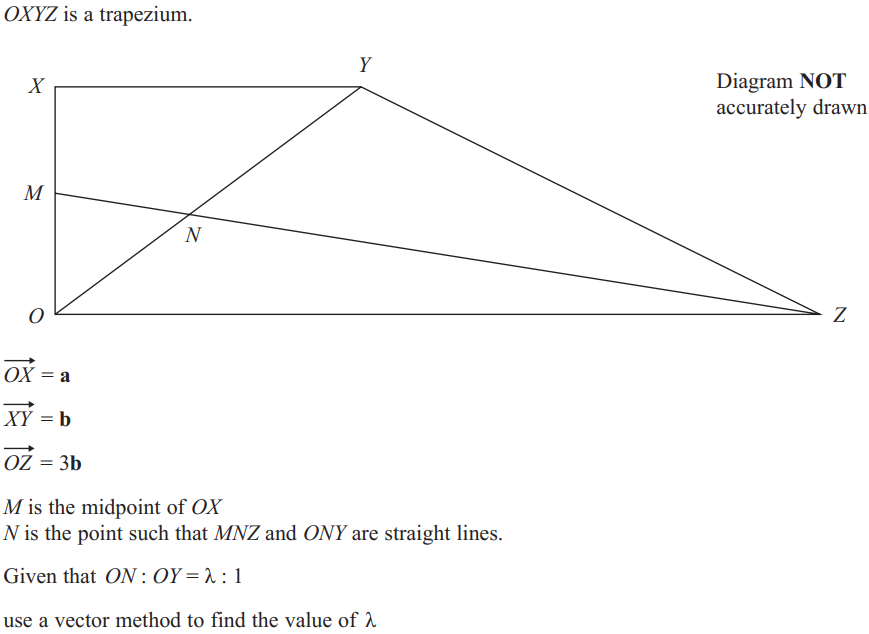 OXYZ is a trapezium.
Y
X
Diagram NOT
accurately drawn
M
N
O
Z
OX = a
XY = b
OZ = 3b
M is the midpoint of OX
N is the point such that MNZ and ONY are straight lines.
Given that ON : OY = λ : 1
use a vector method to find the value of λ